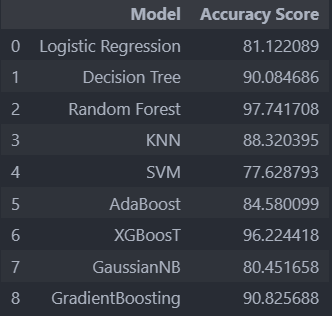 Model Accuracy Score
0 Logistic Regression 81.122089
1 Decision Tree 90.084686
2 Random Forest 97.741708
3 KNN 88.320395
4 SVM 77.628793
5 AdaBoost 84.580099
6 XGBoosT 96.224418
7 GaussianNB 80.451658
8 GradientBoosting 90.825688